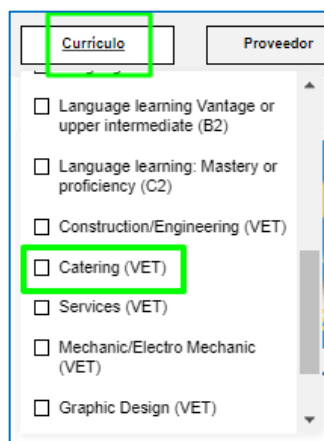 Currículo
Proveedor
Language learning Vantage or
upper intermediate (B2)
Language learning: Mastery or
proficiency (C2)
Construction/Engineering (VET)
Catering (VET)
Services (VET)
Mechanic/Electro Mechanic
(VET)
Graphic Design (VET)